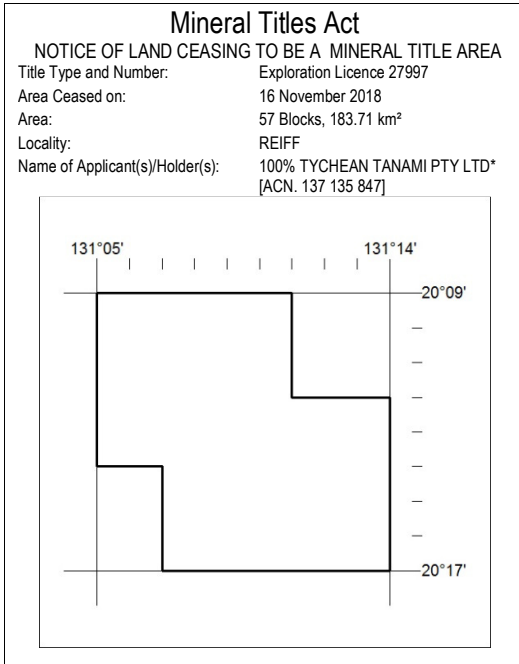 Mineral Titles Act
NOTICE OF LAND CEASING TO BE A MINERAL TITLE AREA
Title Type and Number: Exploration Licence 27997
Area Ceased on: 16 November 2018
Area: 57 Blocks, 183.71 km²
Locality: REIFF
Name of Applicant(s)/Holder(s): 100% TYCHEAN TANAMI PTY LTD*
[ACN. 137 135 847]
131°05' 131°14'
20°09'
20°17'